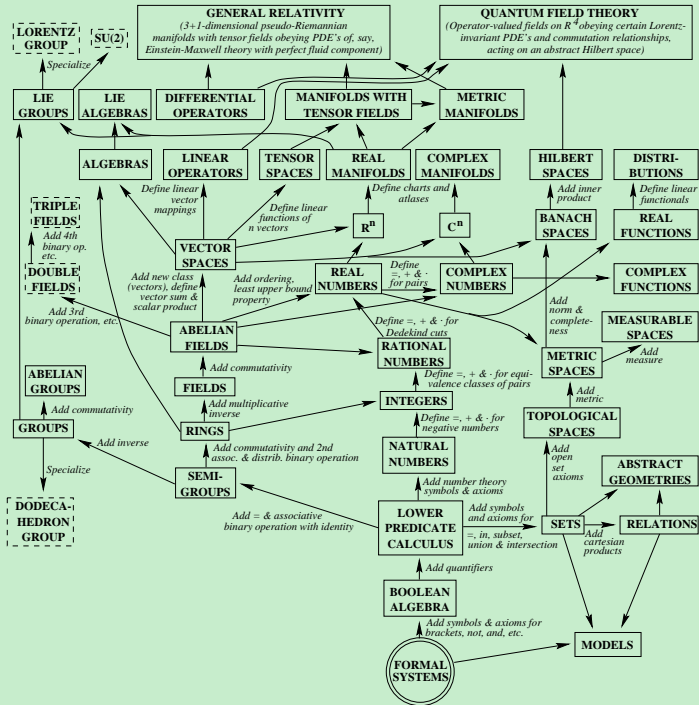 GENERAL RELATIVITY
(3+1-dimensional pseudo-Riemannian
manifolds with tensor fields obeying PDE's of, say,
Einstein-Maxwell theory with perfect fluid component)
QUANTUM FIELD THEORY
(Operator-valued fields on R4 obeying certain Lorentz-
invariant PDE's and commutation relationships,
acting on an abstract Hilbert space)
LORENTZ
GROUP
SU(2)
Specialize
LIE
GROUPS
LIE
ALGEBRAS
DIFFERENTIAL
OPERATORS
MANIFOLDS WITH
TENSOR FIELDS
METRIC
MANIFOLDS
ALGEBRAS
LINEAR
OPERATORS
TENSOR
SPACES
REAL
MANIFOLDS
COMPLEX
MANIFOLDS
HILBERT
SPACES
DISTRI-
BUTIONS
Define linear
vector
mappings
Define linear
functions of
n vectors
Define charts and
atlases
Add inner
product
Define linear
functionals
TRIPLE
FIELDS
Add 4th
binary op.
etc.
DOUBLE
FIELDS
VECTOR
SPACES
Rn
Cn
BANACH
SPACES
REAL
FUNCTIONS
Add new class
(vectors), define
vector sum &
scalar product
Add ordering,
least upper bound
property
REAL
NUMBERS
Define
=, + & ·
for pairs
COMPLEX
NUMBERS
COMPLEX
FUNCTIONS
Add 3rd
binary operation, etc.
ABELIAN
FIELDS
Define =, + & · for
Dedekind cuts
Add
norm &
complete-
ness
MEASURABLE
SPACES
RATIONAL
NUMBERS
METRIC
SPACES
Add
measure
ABELIAN
GROUPS
Add commutativity
FIELDS
Define =, + & · for equi-
valence classes of pairs
Add commutativity
Add multiplicative
inverse
INTEGERS
Add
metric
GROUPS
Add inverse
RINGS
Define =, + & · for
negative numbers
TOPOLOGICAL
SPACES
Add commutativity and 2nd
assoc. & distrib. binary operation
NATURAL
NUMBERS
Add
open
set
axioms
Specialize
SEMI-
GROUPS
ABSTRACT
GEOMETRIES
Add number theory
symbols & axioms
DODECA-
HEDRON
GROUP
Add = & associative
binary operation with identity
LOWER
PREDICATE
CALCULUS
Add symbols
and axioms for
=, in, subset,
union & intersection
SETS
Add
cartesian
products
RELATIONS
Add quantifiers
BOOLEAN
ALGEBRA
Add symbols & axioms for
brackets, not, and, etc.
MODELS
FORMAL
SYSTEMS